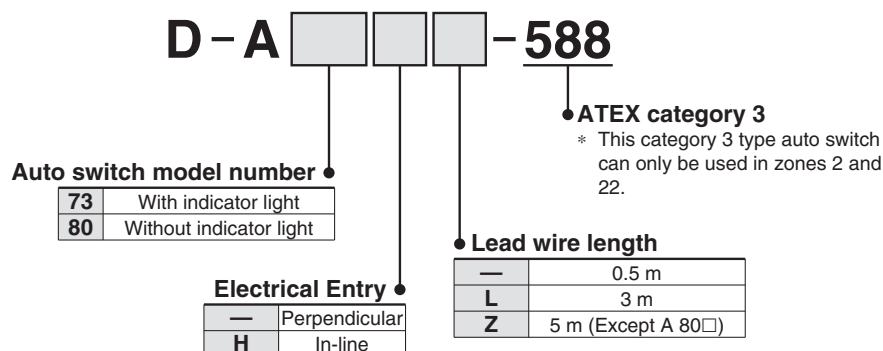 D-A□□□-588
ATEX category 3
* This category 3 type auto switch
can only be used in zones 2 and
22.
Auto switch model number
73 With indicator light
80 Without indicator light
Lead wire length
— 0.5 m
L 3 m
Z 5 m (Except A 80□)
Electrical Entry
— Perpendicular
H In-line